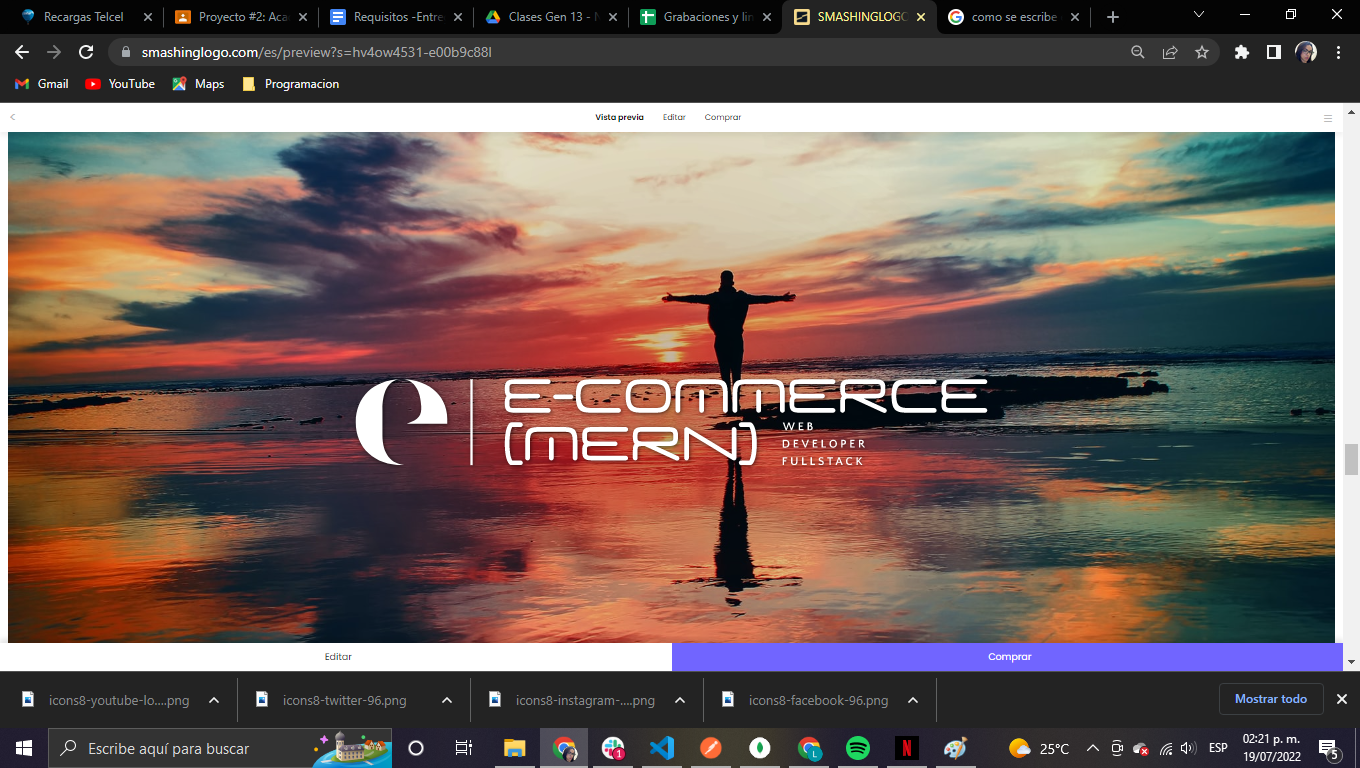 Recargas Telcel
Proyecto #2: Aca
Requisitos -Entre
Clases Gen 13 - 
Grabaciones y lin
SMASHINGLOGO
como se escribe
smashinglogo.com/es/preview?s=hv4ow4531-e00b9c88l
Gmail
YouTube
Maps
Programacion
Vista previa
Editar
Comprar
E-COMMERCE
(MERN)
WEB
DEVELOPER
FULLSTACK
Editar
Comprar
icons8-youtube-lo....png
icons8-twitter-96.png
icons8-instagram-....png
icons8-facebook-96.png
Mostrar todo
Escribe aquí para buscar
1
L
N
25°C
ESP
02:21 p. m.
19/07/2022
5